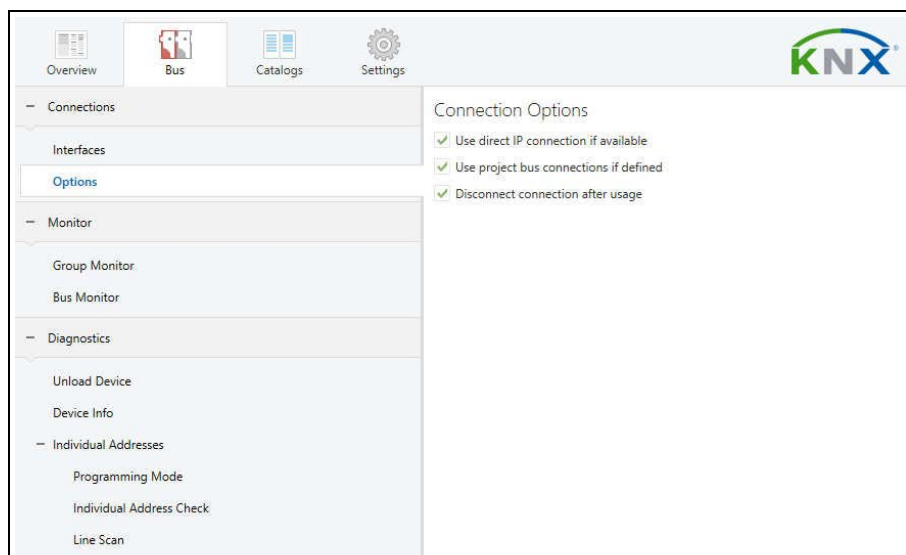 Overview
Bus
Catalogs
Settings
KNX®
Connections
Interfaces
Options
Monitor
Group Monitor
Bus Monitor
Diagnostics
Unload Device
Device Info
Individual Addresses
Programming Mode
Individual Address Check
Line Scan
Connection Options
Use direct IP connection if available
Use project bus connections if defined
Disconnect connection after usage